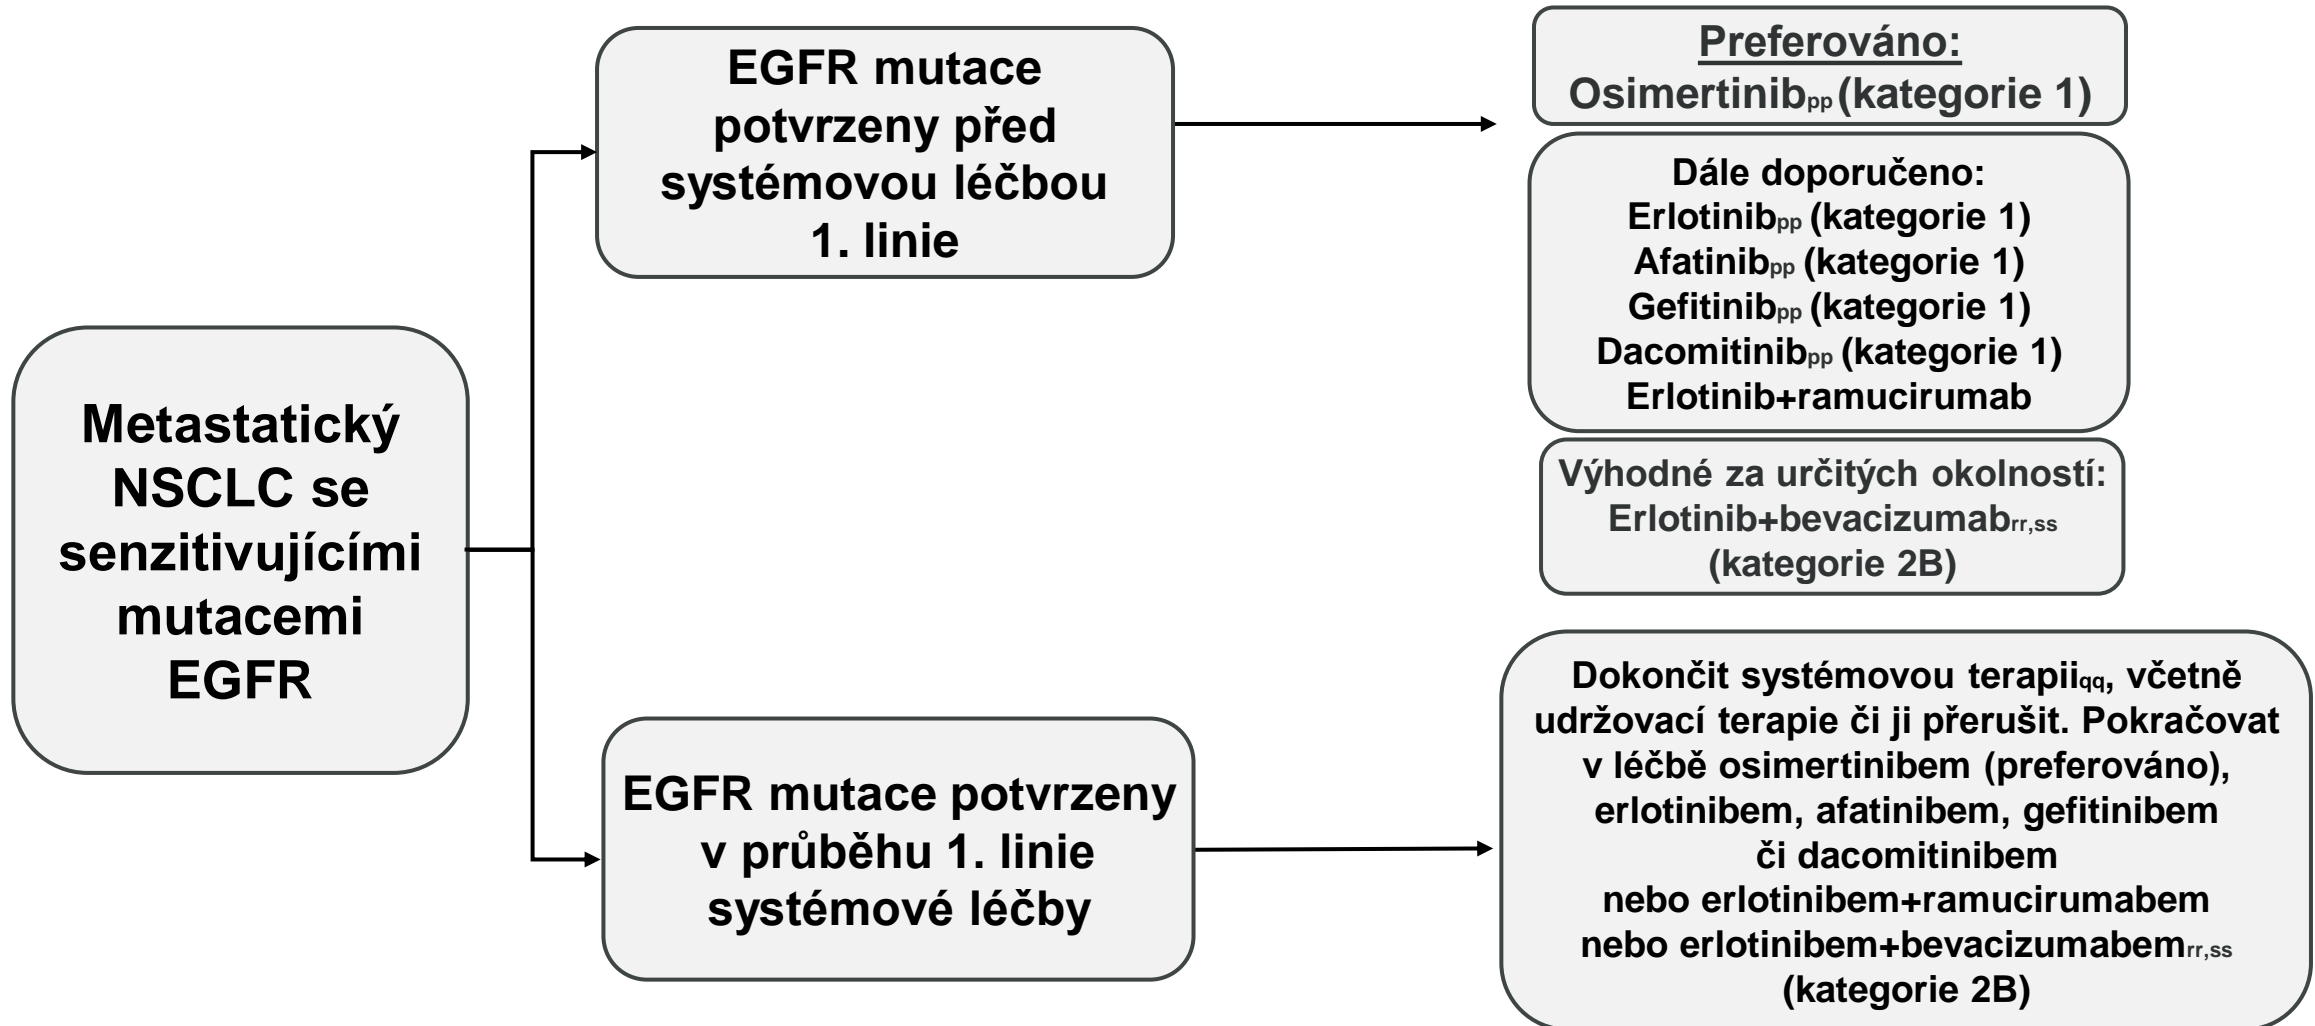 Metastatický
NSCLC se
senzitivujícími
mutacemi
EGFR
EGFR mutace
potvrzeny před
systémovou léčbou
1. linie
Preferováno:
Osimertinibpp (kategorie 1)
Dále doporučeno:
Erlotinibpp (kategorie 1)
Afatinibpp (kategorie 1)
Gefitinibpp (kategorie 1)
Dacomitinibpp (kategorie 1)
Erlotinib+ramucirumab
Výhodné za určitých okolností:
Erlotinib+bevacizumabrr,ss
(kategorie 2B)
EGFR mutace potvrzeny
v průběhu 1. linie
systémové léčby
Dokončit systémovou terapiiqq, včetně
udržovací terapie či ji přerušit. Pokračovat
v léčbě osimertinibem (preferováno),
erlotinibem, afatinibem, gefitinibem
či dacomitinibem
nebo erlotinibem+ramucirumabem
nebo erlotinibem+bevacizumabemrr,ss
(kategorie 2B)